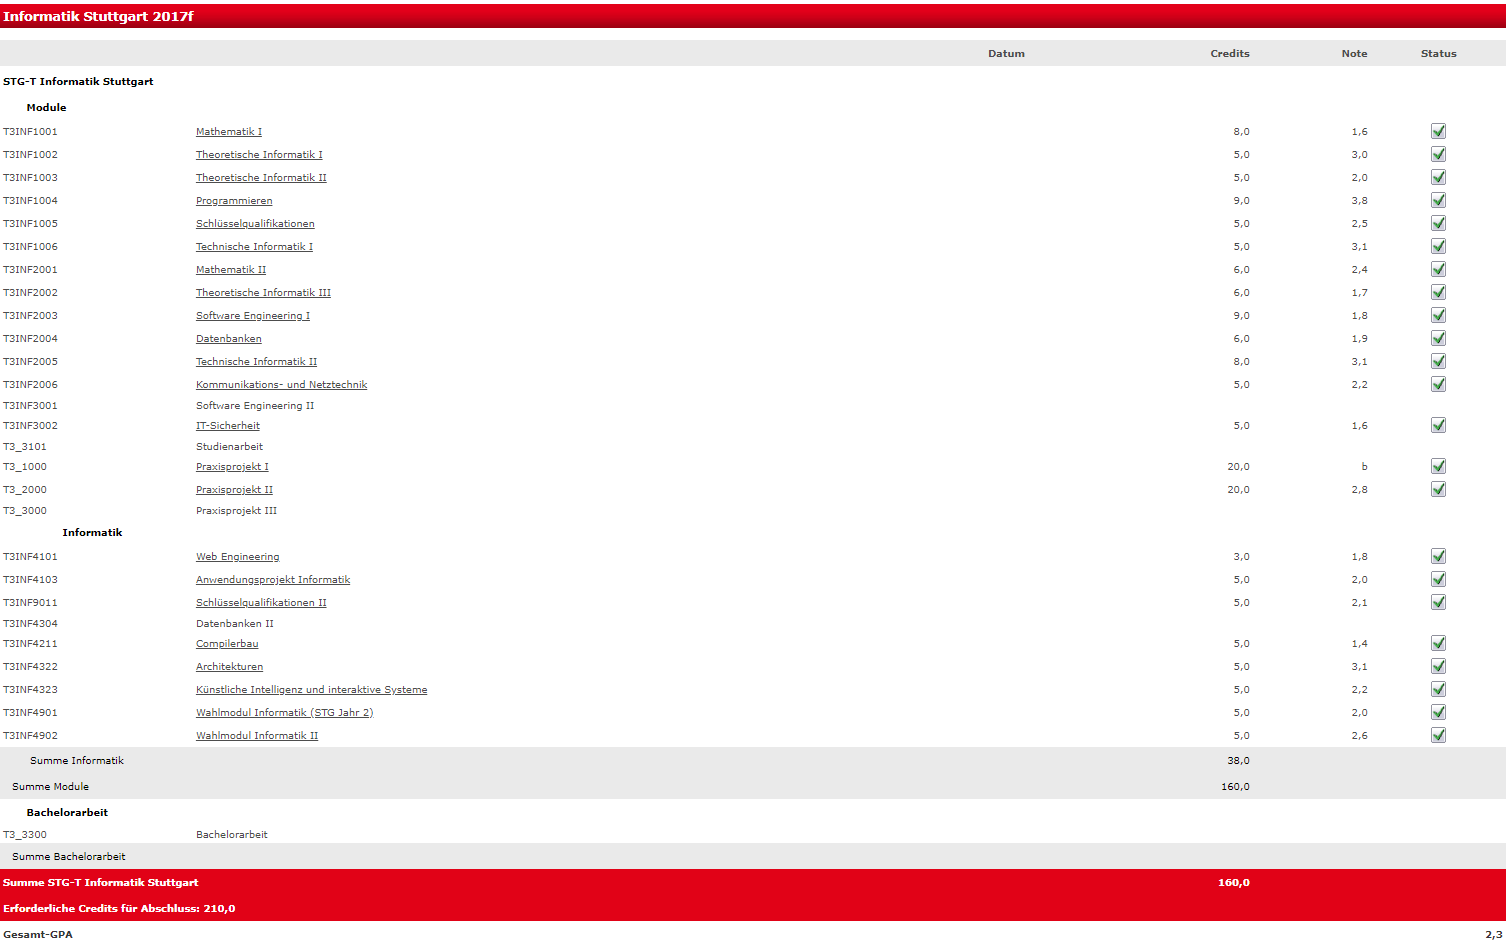 Informatik Stuttgart 2017f
Datum Credits Note Status
STG-T Informatik Stuttgart
Module
T3INF1001 Mathematik I 8,0 1,6
T3INF1002 Theoretische Informatik I 5,0 3,0
T3INF1003 Theoretische Informatik II 5,0 2,0
T3INF1004 Programmieren 9,0 3,8
T3INF1005 Schlüsselqualifikationen 5,0 2,5
T3INF1006 Technische Informatik I 5,0 3,1
T3INF2001 Mathematik II 6,0 2,4
T3INF2002 Theoretische Informatik III 6,0 1,7
T3INF2003 Software Engineering I 9,0 1,8
T3INF2004 Datenbanken 6,0 1,9
T3INF2005 Technische Informatik II 8,0 3,1
T3INF2006 Kommunikations- und Netztechnik 5,0 2,2
T3INF3001 Software Engineering II
T3INF3002 IT-Sicherheit 5,0 1,6
T3_3101 Studienarbeit
T3_1000 Praxisprojekt I 20,0 b
T3_2000 Praxisprojekt II 20,0 2,8
T3_3000 Praxisprojekt III
Informatik
T3INF4101 Web Engineering 3,0 1,8
T3INF4103 Anwendungsprojekt Informatik 5,0 2,0
T3INF9011 Schlüsselqualifikationen II 5,0 2,1
T3INF4304 Datenbanken II
T3INF4211 Compilerbau 5,0 1,4
T3INF4322 Architekturen 5,0 3,1
T3INF4323 Künstliche Intelligenz und interaktive Systeme 5,0 2,2
T3INF4901 Wahlmodul Informatik (STG Jahr 2) 5,0 2,0
T3INF4902 Wahlmodul Informatik II 5,0 2,6
Summe Informatik 38,0
Summe Module 160,0
Bachelorarbeit
T3_3300 Bachelorarbeit
Summe Bachelorarbeit
Summe STG-T Informatik Stuttgart 160,0
Erforderliche Credits für Abschluss: 210,0
Gesamt-GPA 2,3